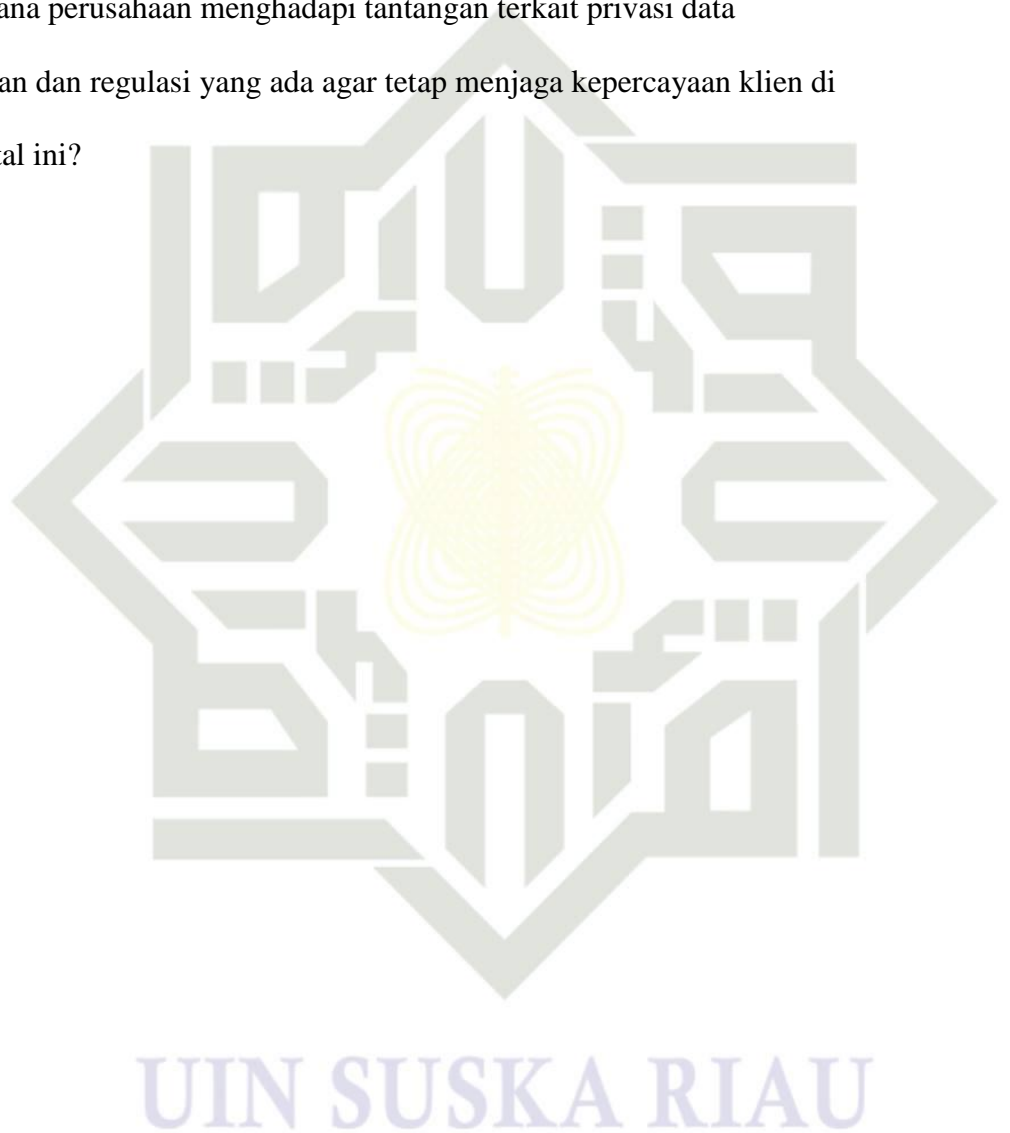 ana perusahaan menghadapi tantangan terkait privasi data
an dan regulasi yang ada agar tetap menjaga kepercayaan klien di
tal ini?
UIN SUSKA RIAU